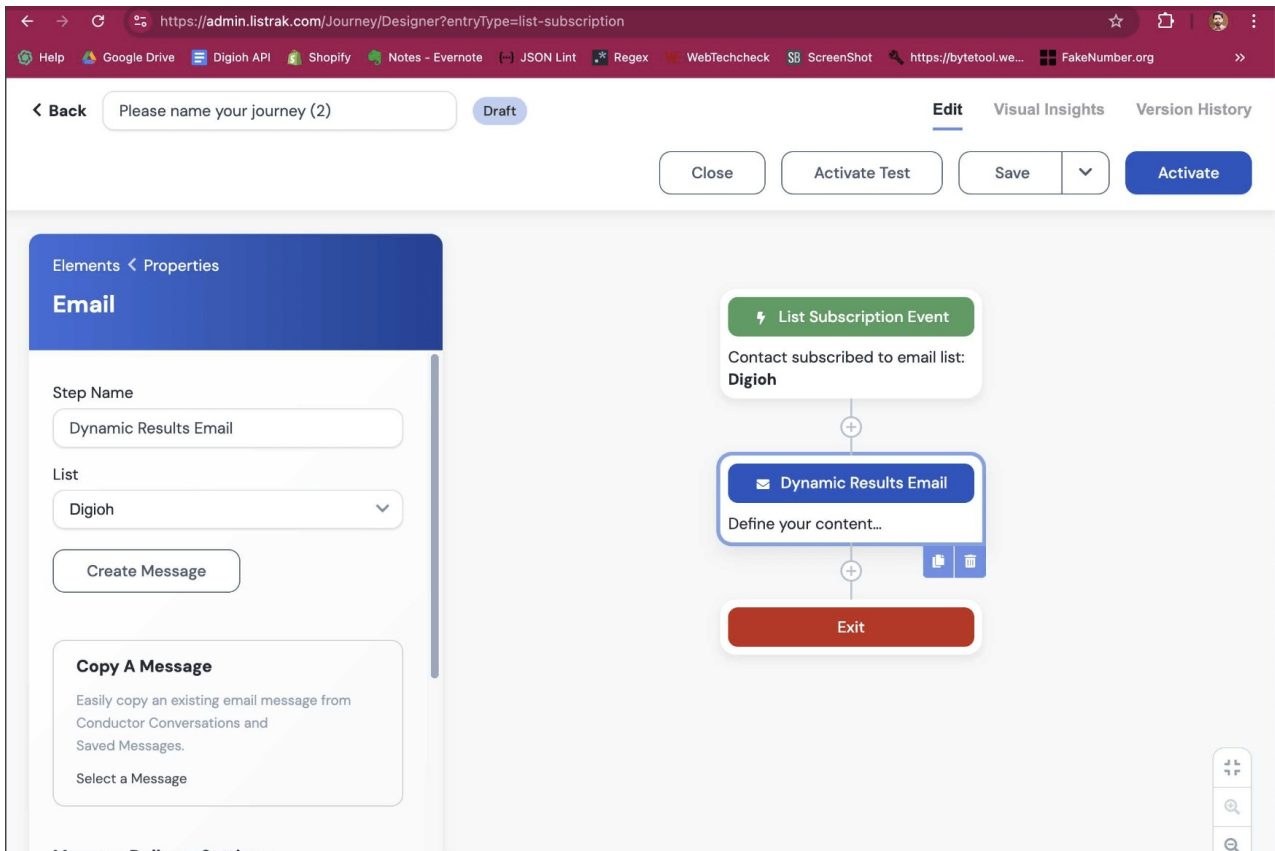 https://admin.listrak.com/Journey/Designer?entryType=list-subscription
Help Google Drive Digioh API Shopify Notes - Evernote JSON Lint Regex WebTechcheck SB ScreenShot https://bytetool.we... FakeNumber.org »
Back Please name your journey (2) Draft Edit Visual Insights Version History
Close Activate Test Save Activate
Elements Properties
Email
Step Name
Dynamic Results Email
List
Digioh
Create Message
Copy A Message
Easily copy an existing email message from
Conductor Conversations and
Saved Messages.
Select a Message
List Subscription Event
Contact subscribed to email list:
Digioh
Dynamic Results Email
Define your content...
Exit